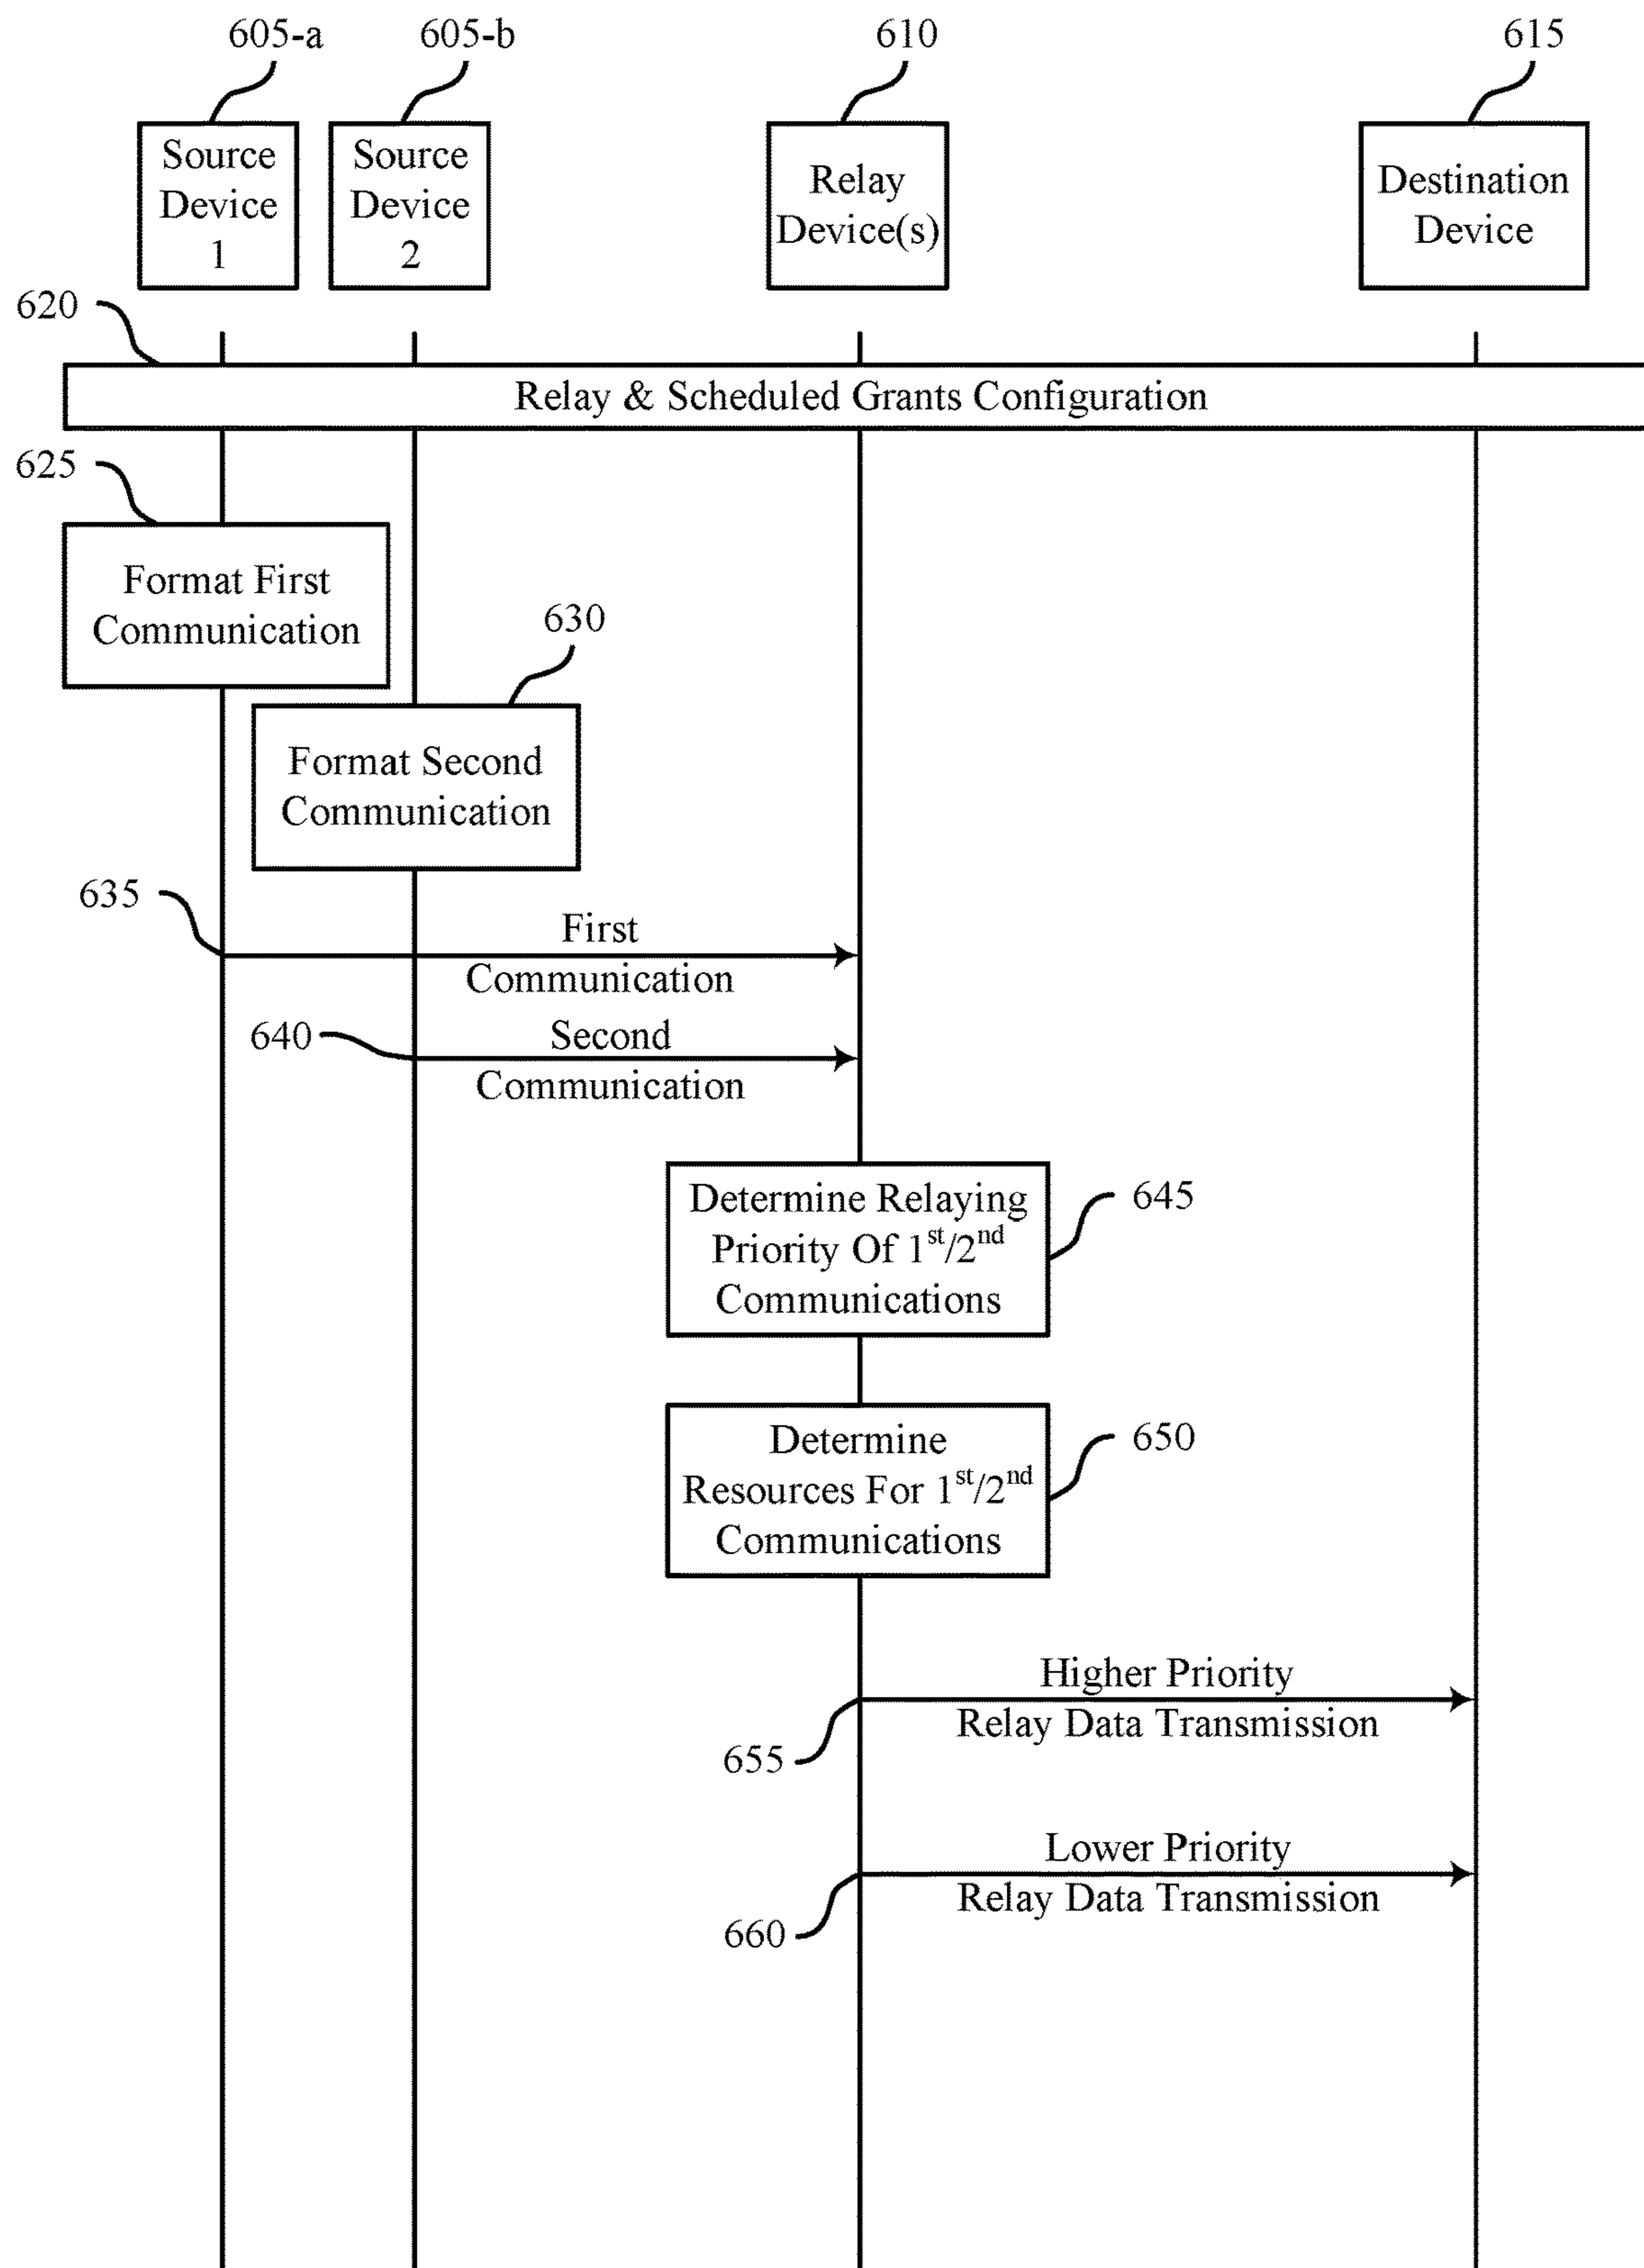 605-a
605-b
610
615
Source
Device
1
Source
Device
2
Relay
Device(s)
Destination
Device
620
Relay & Scheduled Grants Configuration
625
Format First
Communication
630
Format Second
Communication
635
First
Communication
640
Second
Communication
Determine Relaying
Priority Of 1st/2nd
Communications
645
Determine
Resources For 1st/2nd
Communications
650
Higher Priority
Relay Data Transmission
655
Lower Priority
Relay Data Transmission
660